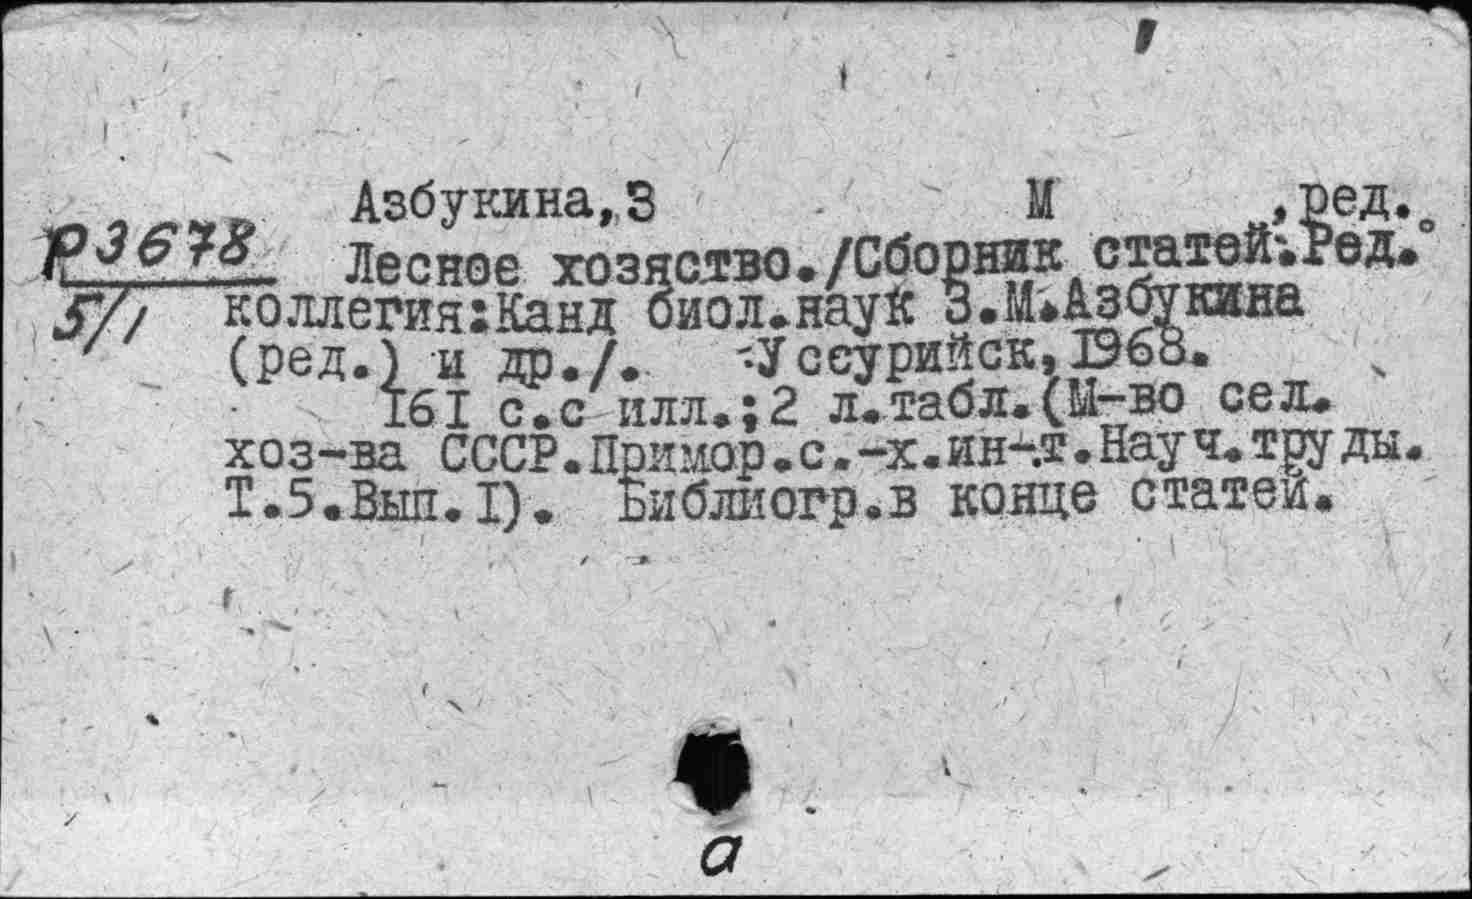 Азбукина,З М ,ред.
р3678
Лесное хозяство./Сборник статей.Ред.
5/1
коллегия:Канд биол.наук З.М.Азбукина
(ред.) и др./. Уссурийск,1968.
161 с.с илл.;2 л.табл.(М-во сел.
хоз-ва СССР.Примор.с.-х.ин-т.Науч.труды.
Т.5.Вып.I). Библиогр.в конце статей.
а